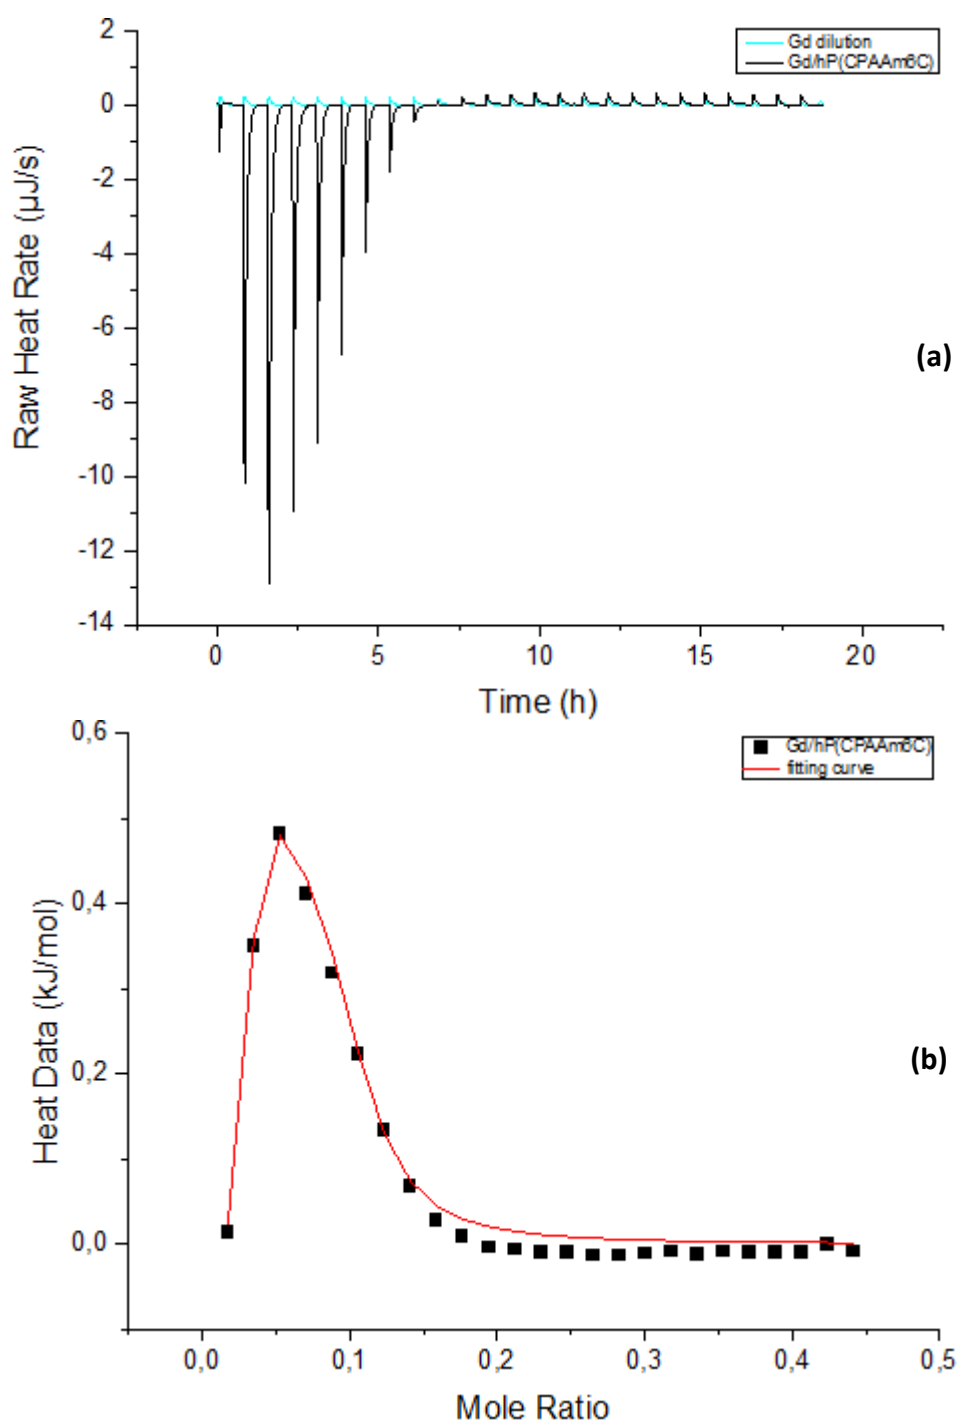 2
0
-2
-4
-6
-8
-10
-12
-14
Raw Heat Rate (µJ/s)
Gd dilution
Gd/hP(CPAAm6C)
(a)
0 5 10 15 20
Time (h)
0,6
0,4
0,2
0,0
Heat Data (kJ/mol)
Gd/hP(CPAAm6C)
fitting curve
(b)
0,0 0,1 0,2 0,3 0,4 0,5
Mole Ratio